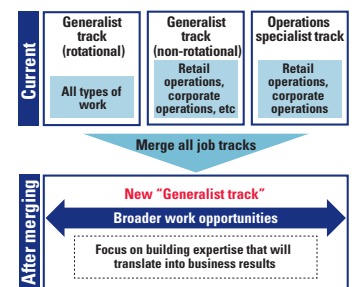 Current
Generalist
track
(rotational)
All types of
work
Generalist
track
(non-rotational)
Retail
operations,
corporate
operations, etc
Operations
specialist track
Retail
operations,
corporate
operations
Merge all job tracks
After merging
New "Generalist track"
Broader work opportunities
Focus on building expertise that will
translate into business results